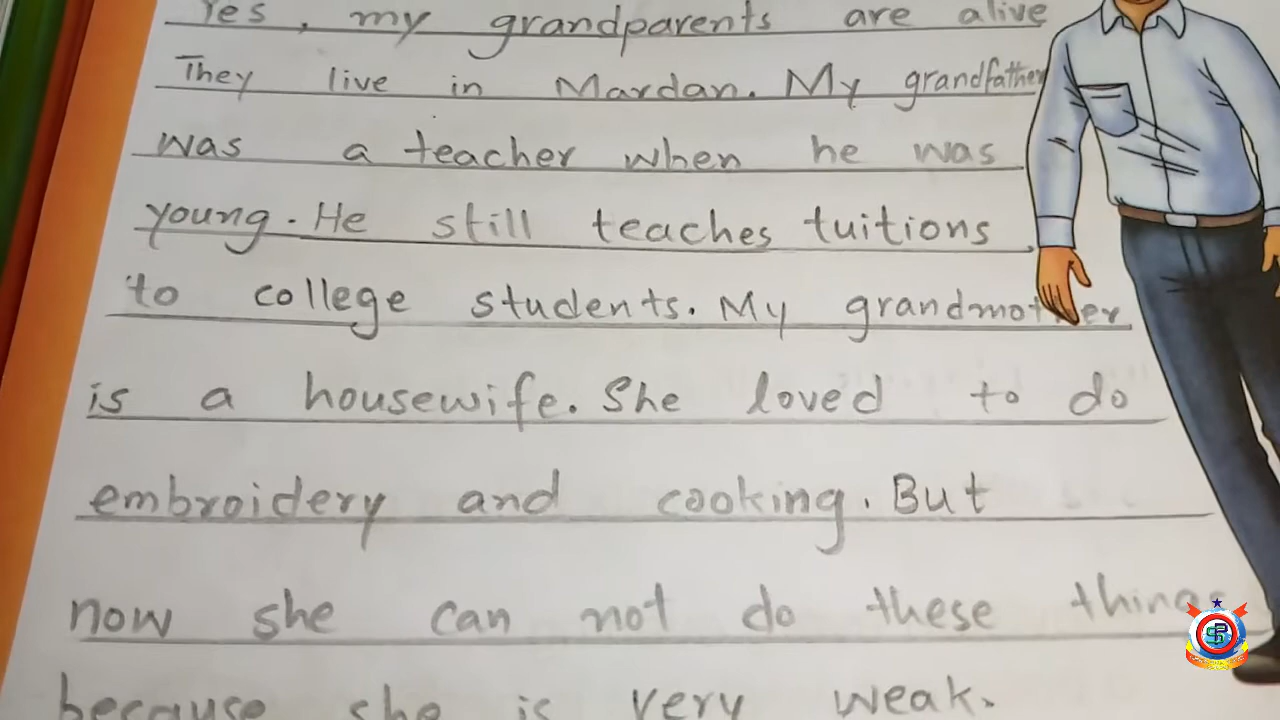 Yes, my grandparents are alive
They live in Mardan. My grandfather
was a teacher when he was
young. He still teaches tuitions
to college students. My grandmother
is a housewife. She loved to do
embroidery and cooking. But
now she can not do these things
because she is very weak.